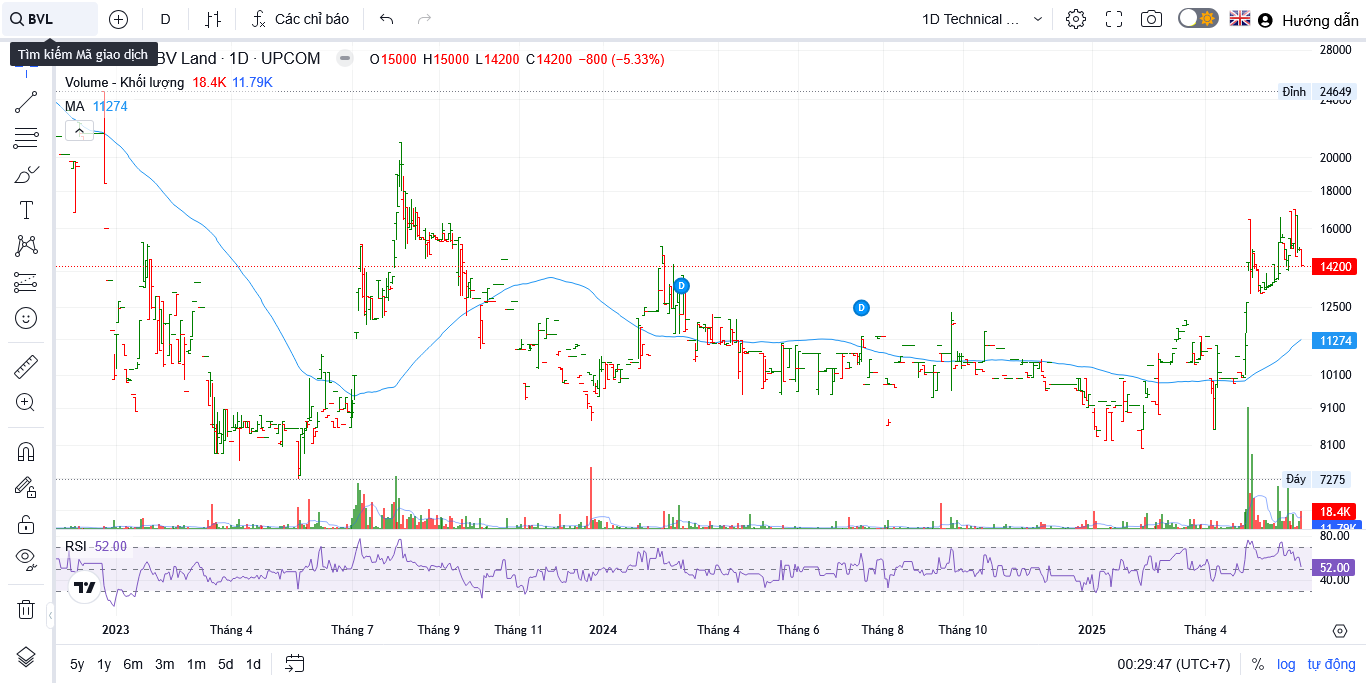 BVL
D
Các chỉ báo
1D Technical ...
Hướng dẫn
Tìm kiếm Mã giao dịch
BV Land · 1D · UPCOM
O15000 H15000 L14200 C14200 −800 (−5.33%)
Volume - Khối lượng 18.4K 11.79K
MA 11274
28000
Đỉnh 24649
24000
20000
18000
16000
14200
12500
11274
10100
9100
8100
Đáy 7275
18.4K
11.79K
D
D
RSI 52.00
80.00
52.00
40.00
2023 Tháng 4 Tháng 7 Tháng 9 Tháng 11 2024 Tháng 4 Tháng 6 Tháng 8 Tháng 10 2025 Tháng 4
5y 1y 6m 3m 1m 5d 1d
00:29:47 (UTC+7) % log tự động